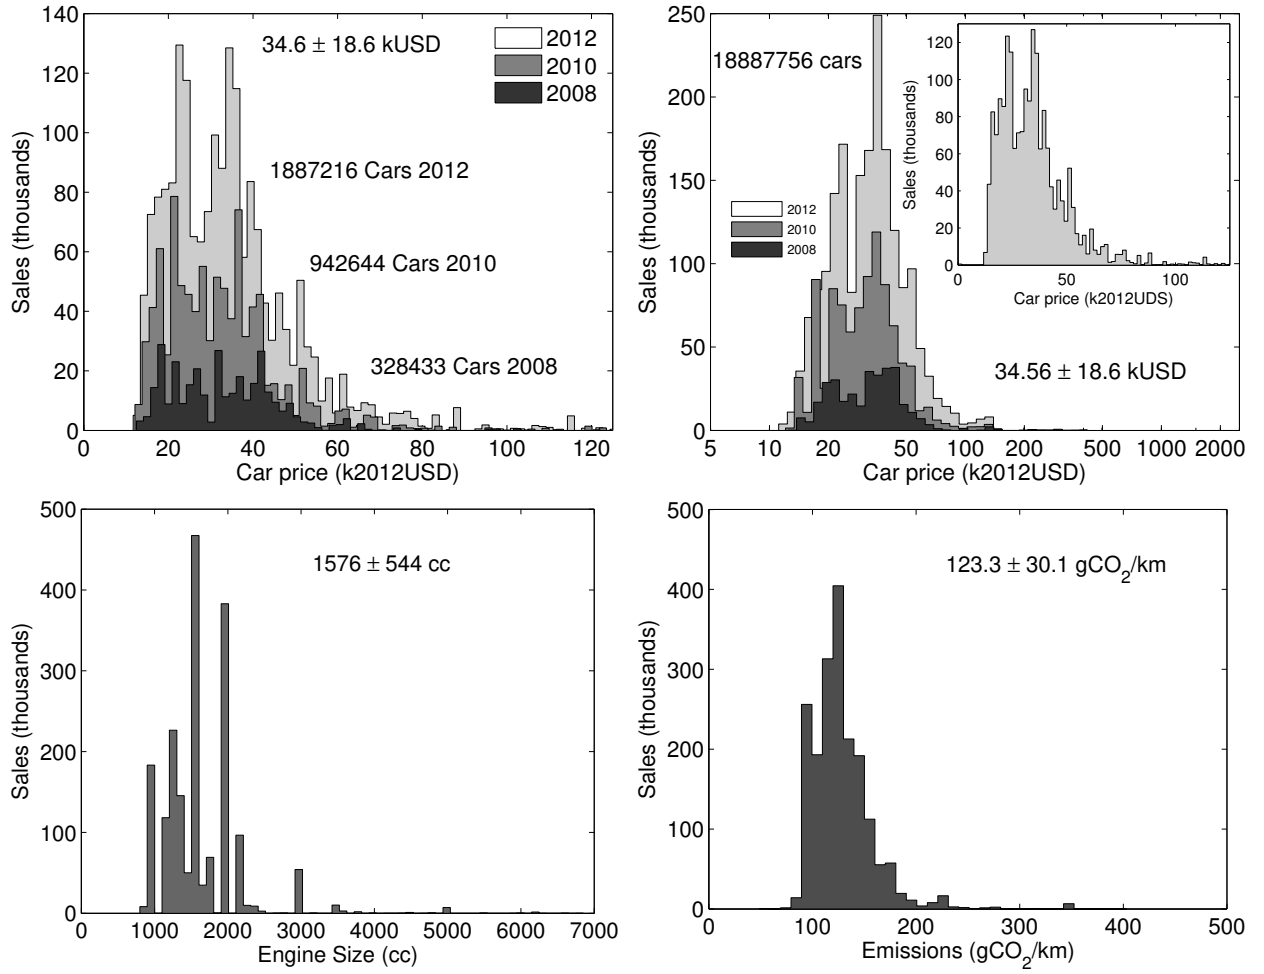 140
120
100
80
60
40
20
0
0 20 40 60 80 100 120
Sales (thousands)
Car price (k2012USD)
34.6 ± 18.6 kUSD
2012
2010
2008
1887216 Cars 2012
942644 Cars 2010
328433 Cars 2008
250
200
150
100
50
0
5 10 20 50 100 200 500 1000 2000
Sales (thousands)
Car price (k2012USD)
18887756 cars
2012
2010
2008
34.56 ± 18.6 kUSD
120
100
80
60
40
20
0
0 50 100
Sales (thousands)
Car price (k2012UDS)
500
400
300
200
100
0
0 1000 2000 3000 4000 5000 6000 7000
Sales (thousands)
Engine Size (cc)
1576 ± 544 cc
500
400
300
200
100
0
0 100 200 300 400 500
Sales (thousands)
Emissions (gCO2/km)
123.3 ± 30.1 gCO2/km